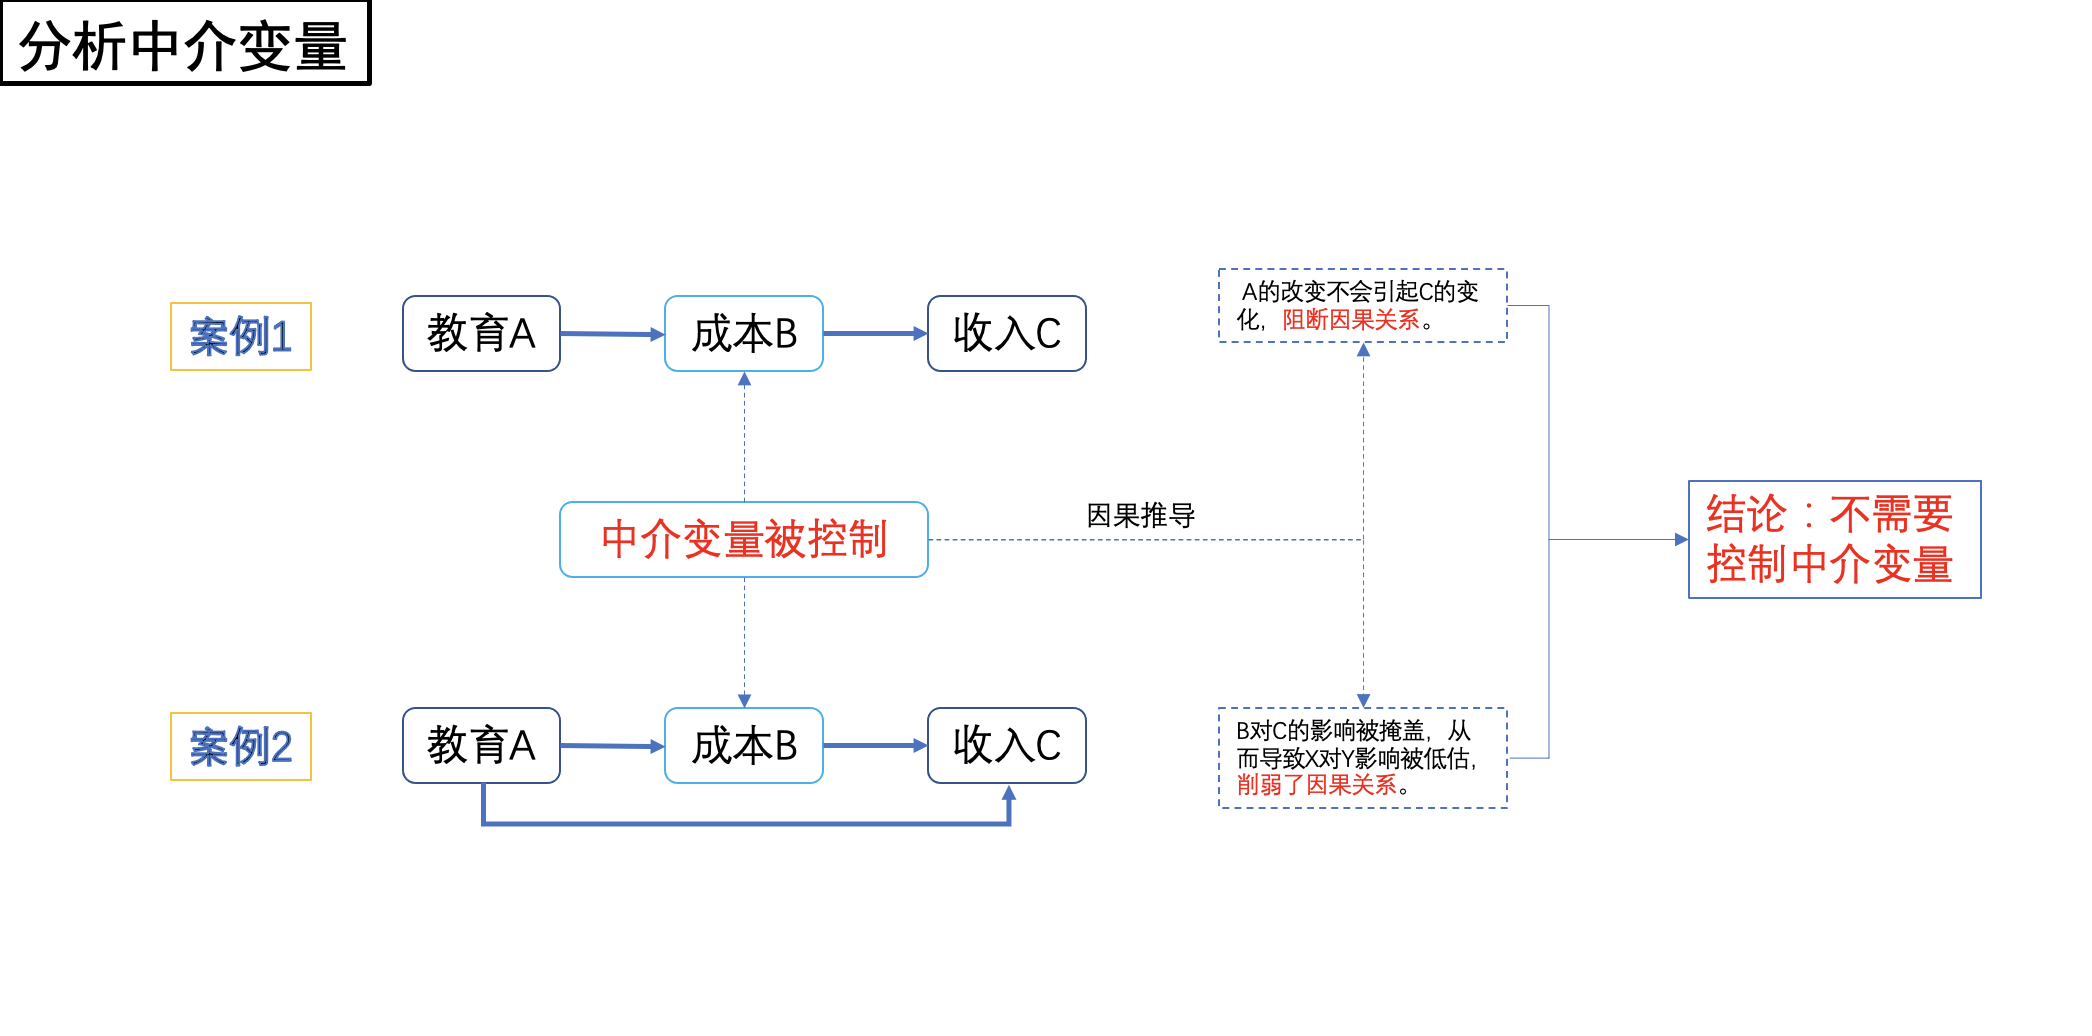 分析中介变量
案例1
教育A
成本B
收入C
A的改变不会引起C的变
化，阻断因果关系。
中介变量被控制
因果推导
结论：不需要
控制中介变量
案例2
教育A
成本B
收入C
B对C的影响被掩盖，从
而导致X对Y影响被低估，
削弱了因果关系。